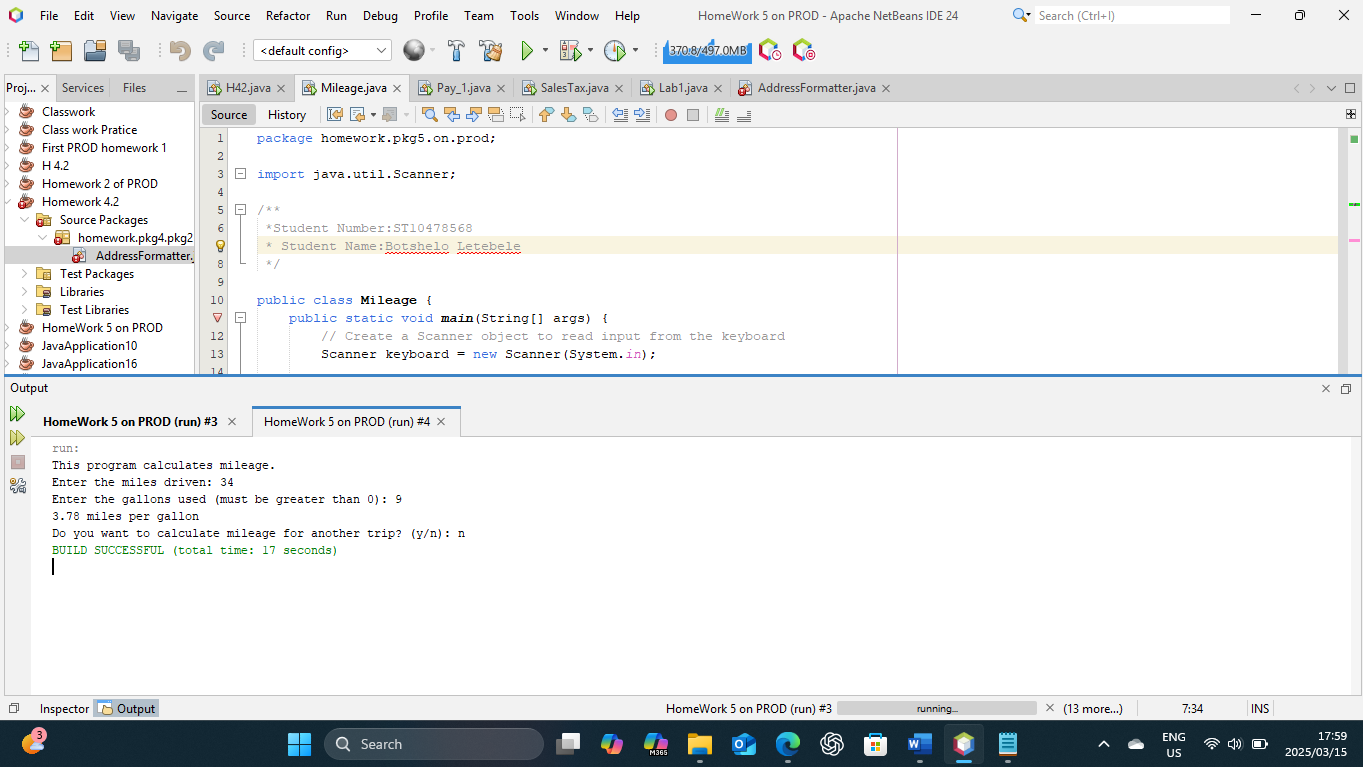 File Edit View Navigate Source Refactor Run Debug Profile Team Tools Window Help HomeWork 5 on PROD - Apache NetBeans IDE 24 Search (Ctrl+I)
<default config> 370.8/497.0MB
Proj... Services Files H42.java Mileage.java Pay_1.java SalesTax.java Lab1.java AddressFormatter.java
Source History
Classwork
Class work Pratice
First PROD homework 1
H 4.2
Homework 2 of PROD
Homework 4.2
Source Packages
homework.pkg4.pkg2
AddressFormatter.
Test Packages
Libraries
Test Libraries
HomeWork 5 on PROD
JavaApplication10
JavaApplication16
1 package homework.pkg5.on.prod;
2
3 import java.util.Scanner;
4
5 /**
6 *Student Number:ST10478568
* Student Name:Botshelo Letebele
8 */
9
10 public class Mileage {
public static void main(String[] args) {
12 // Create a Scanner object to read input from the keyboard
13 Scanner keyboard = new Scanner(System.in);
14
Output
HomeWork 5 on PROD (run) #3 HomeWork 5 on PROD (run) #4
run:
This program calculates mileage.
Enter the miles driven: 34
Enter the gallons used (must be greater than 0): 9
3.78 miles per gallon
Do you want to calculate mileage for another trip? (y/n): n
BUILD SUCCESSFUL (total time: 17 seconds)
Inspector Output HomeWork 5 on PROD (run) #3 running... (13 more...) 7:34 INS
3 Search M365 ENG US 17:59 2025/03/15